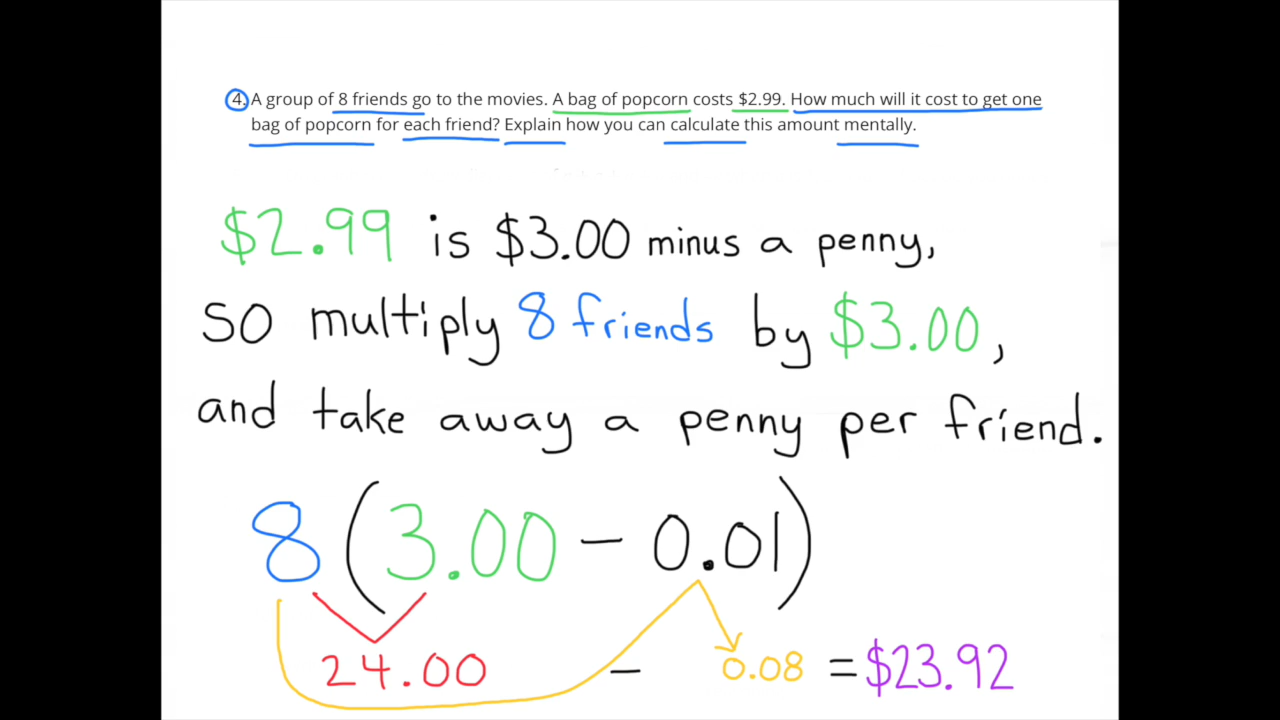 4. A group of 8 friends go to the movies. A bag of popcorn costs $2.99. How much will it cost to get one
bag of popcorn for each friend? Explain how you can calculate this amount mentally.
$2.99 is $3.00 minus a penny,
so multiply 8 friends by $3.00,
and take away a penny per friend.
8(3.00 - 0.01)
24.00 - 0.08 = $23.92